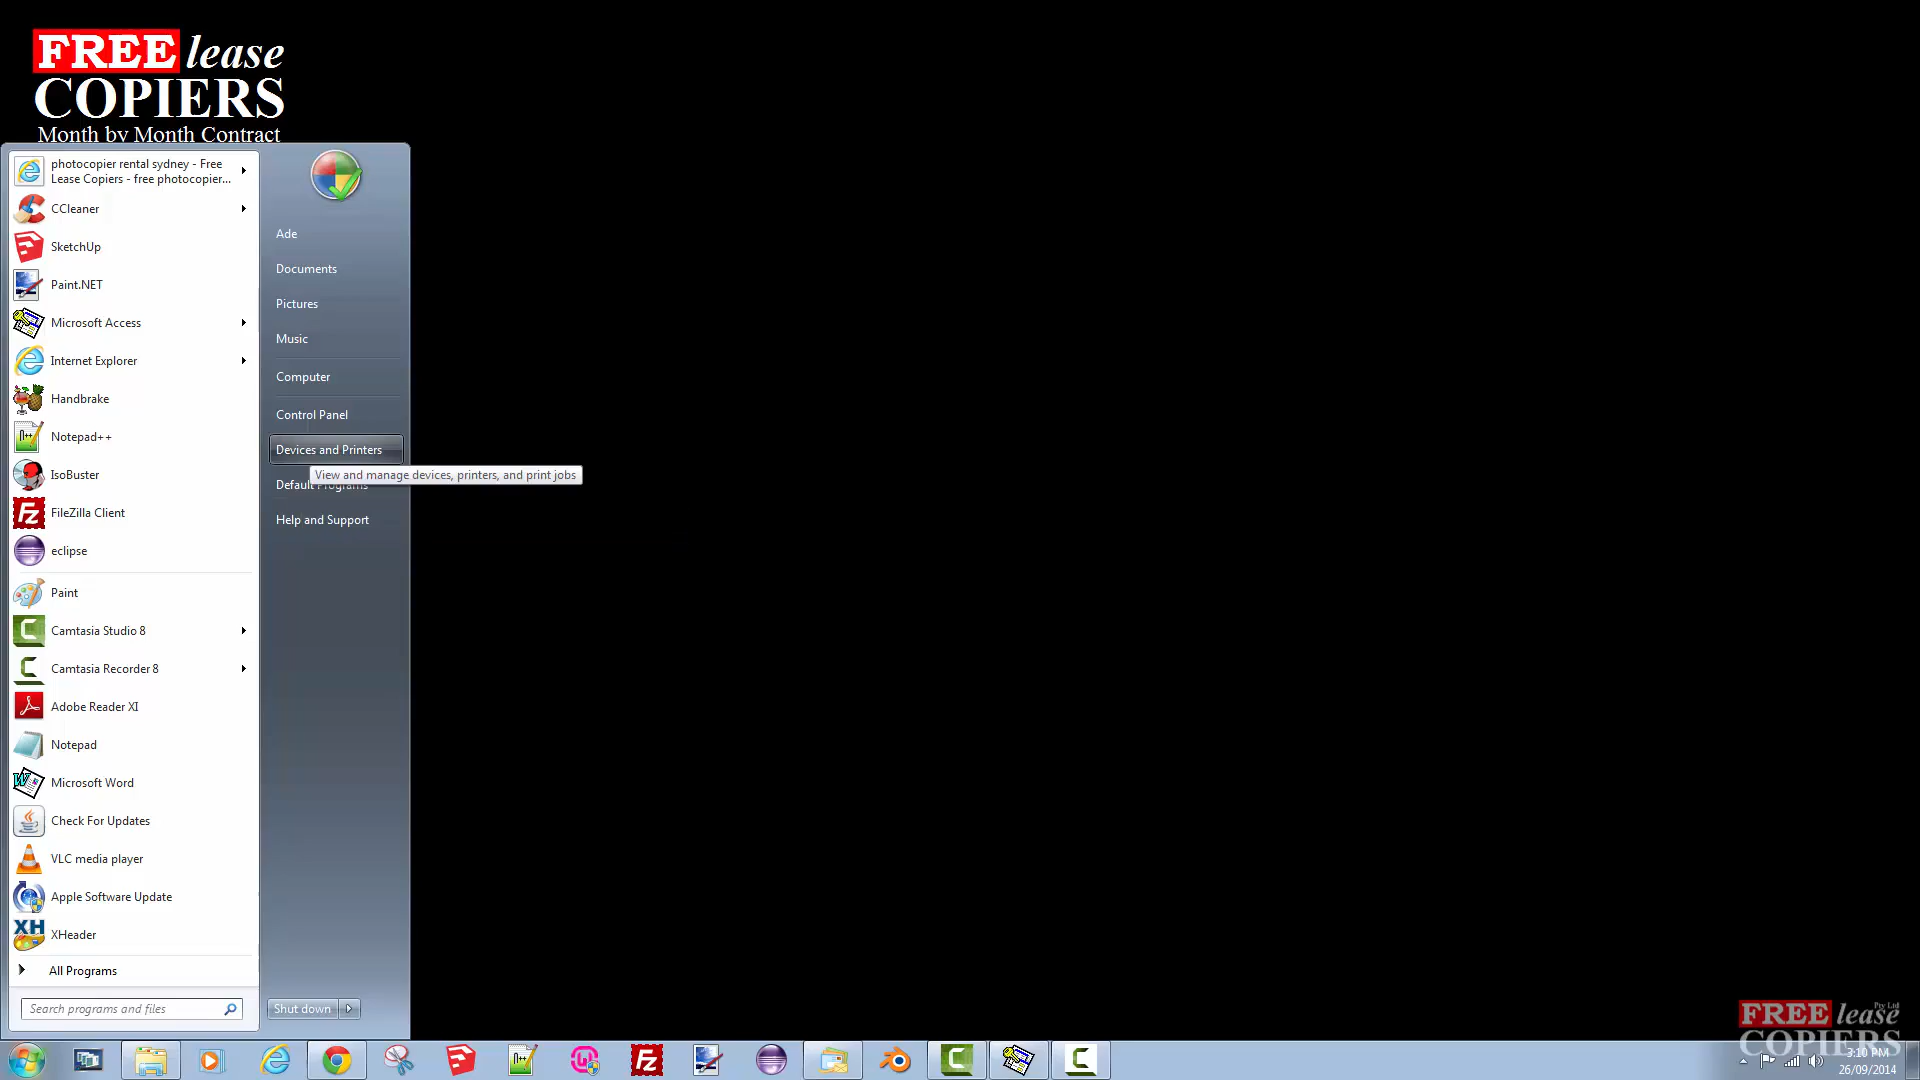 FREE lease
COPIERS
Month by Month Contract
photocopier rental sydney - Free
Lease Copiers - free photocopier...
CCleaner
SketchUp
Paint.NET
Microsoft Access
Internet Explorer
Handbrake
Notepad++
IsoBuster
FileZilla Client
eclipse
Paint
Camtasia Studio 8
Camtasia Recorder 8
Adobe Reader XI
Notepad
Microsoft Word
Check For Updates
VLC media player
Apple Software Update
XHeader
All Programs
Search programs and files
Ade
Documents
Pictures
Music
Computer
Control Panel
Devices and Printers
View and manage devices, printers, and print jobs
Default Programs
Help and Support
Shut down
Pty Ltd
FREE lease
COPIERS
3:10 PM
26/09/2014